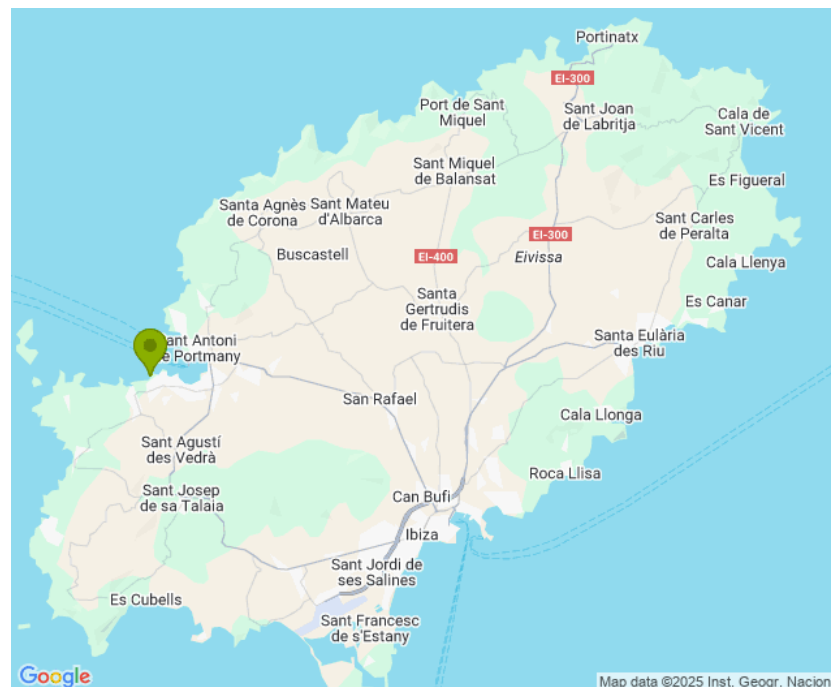 Portinatx
EI-300
Port de Sant
Miquel
Sant Joan
de Labritja
Cala de
Sant Vicent
Sant Miquel
de Balansat
Es Figueral
Santa Agnès
de Corona
Sant Mateu
d'Albarca
Sant Carles
de Peralta
EI-300
Buscastell
EI-400
Eivissa
Cala Llenya
Santa
Gertrudis
de Fruitera
Es Canar
Santa Eulària
des Riu
ant Antoni
e Portmany
San Rafael
Cala Llonga
Sant Agustí
des Vedrà
Roca Llisa
Sant Josep
de sa Talaia
Can Bufi
Ibiza
Sant Jordi de
ses Salines
Es Cubells
Sant Francesc
de s'Estany
Google
Map data ©2025 Inst. Geogr. Nacion